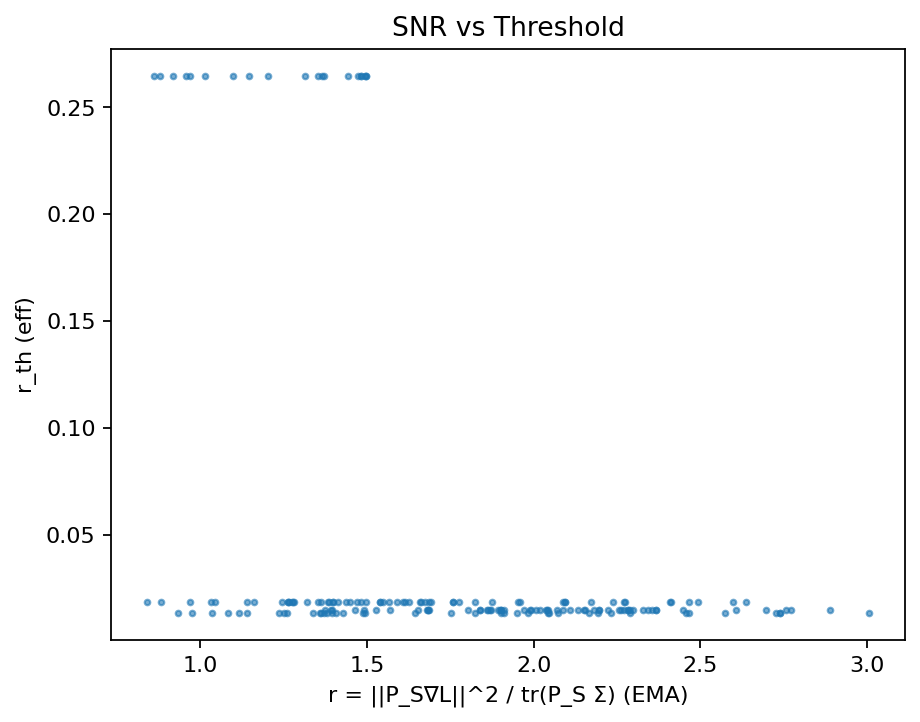 SNR vs Threshold
r_th (eff)
0.25
0.20
0.15
0.10
0.05
1.0 1.5 2.0 2.5 3.0
r = ||P_S∇L||^2 / tr(P_S Σ) (EMA)